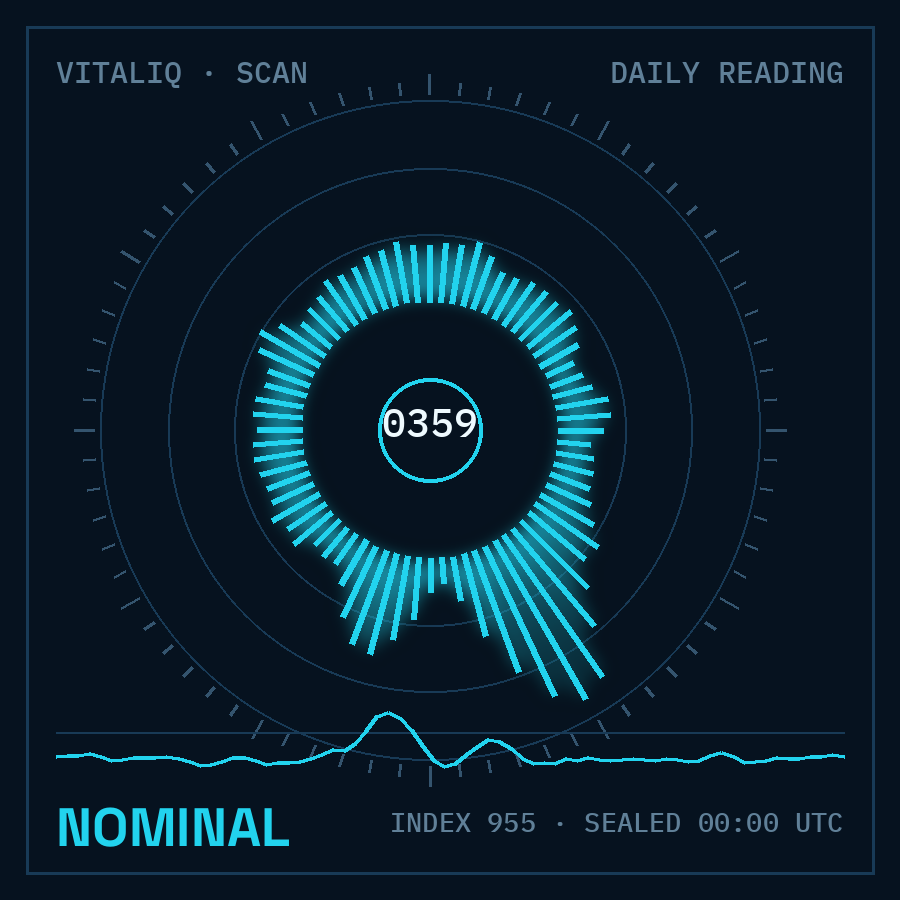 VITALIQ · SCAN
DAILY READING
0359
NOMINAL
INDEX 955 · SEALED 00:00 UTC